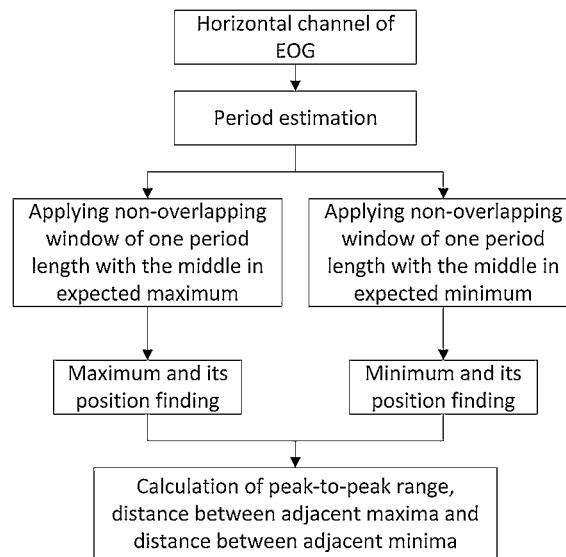 Horizontal channel of
EOG
Period estimation
Applying non-overlapping
window of one period
length with the middle in
expected maximum
Applying non-overlapping
window of one period
length with the middle in
expected minimum
Maximum and its
position finding
Minimum and its
position finding
Calculation of peak-to-peak range,
distance between adjacent maxima and
distance between adjacent minima